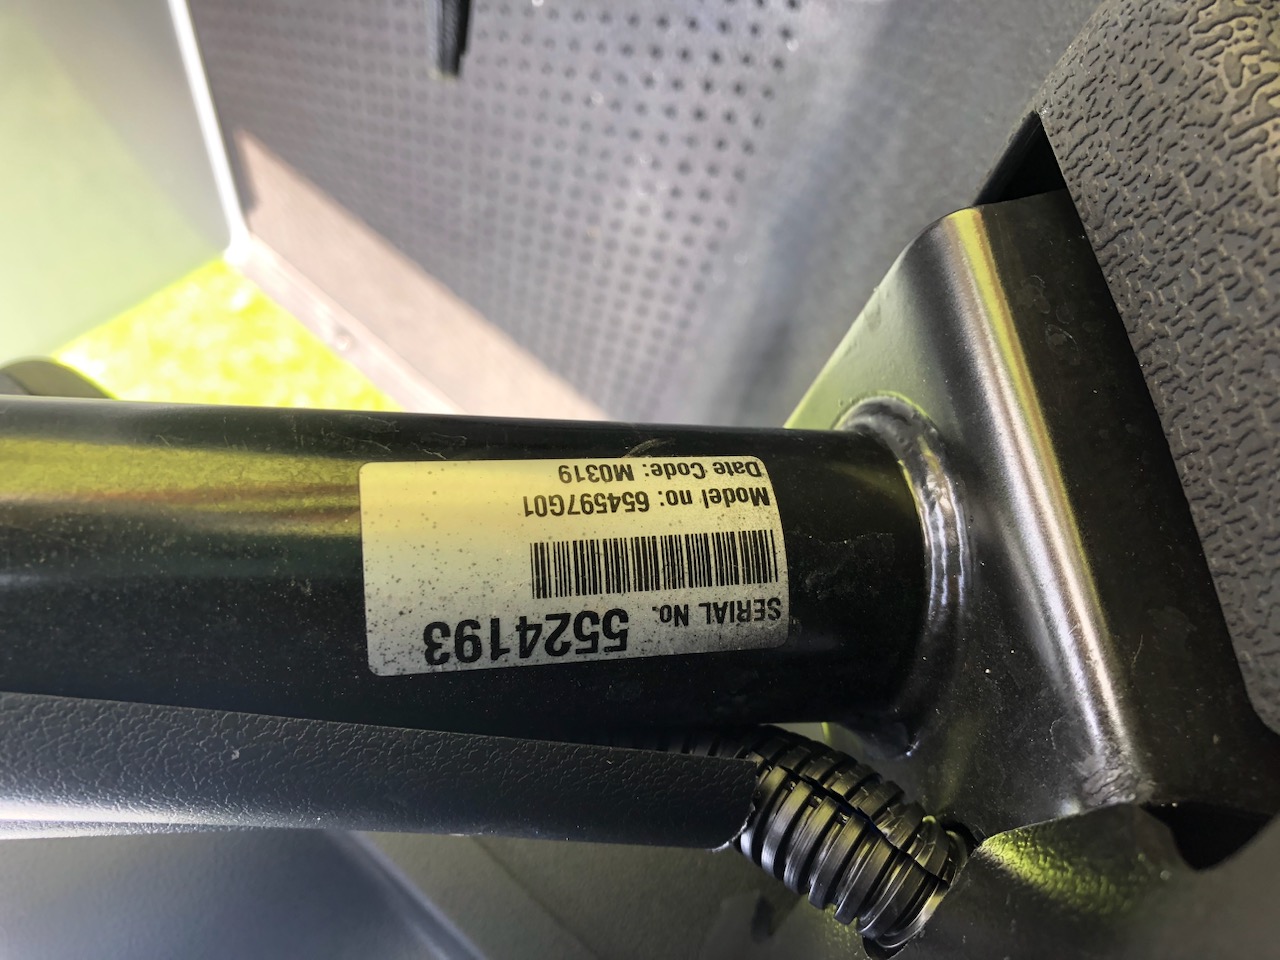 SERIAL No. 5524193
Model no: 654597G01
Date Code: M0319